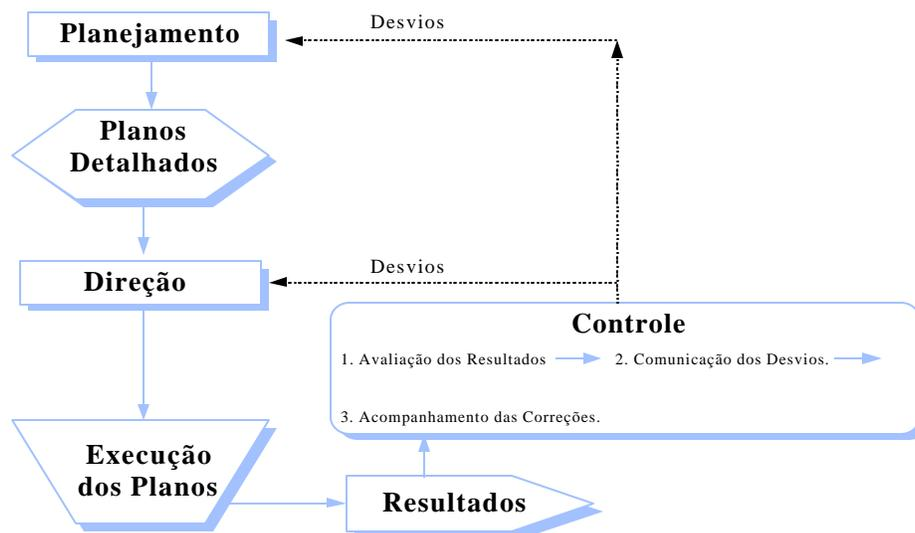 Desvios
Planejamento
Planos
Detalhados
Desvios
Direção
Controle
1. Avaliação dos Resultados
2. Comunicação dos Desvios.
3. Acompanhamento das Correções.
Execução
dos Planos
Resultados